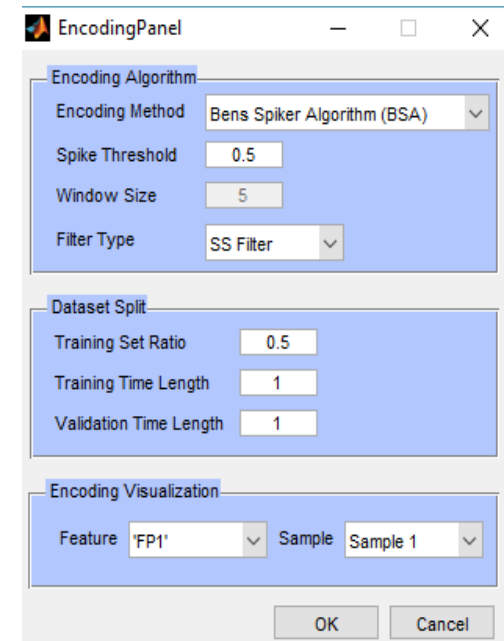 EncodingPanel
Encoding Algorithm
Encoding Method Bens Spiker Algorithm (BSA)
Spike Threshold 0.5
Window Size 5
Filter Type SS Filter
Dataset Split
Training Set Ratio 0.5
Training Time Length 1
Validation Time Length 1
Encoding Visualization
Feature 'FP1' Sample Sample 1
OK Cancel